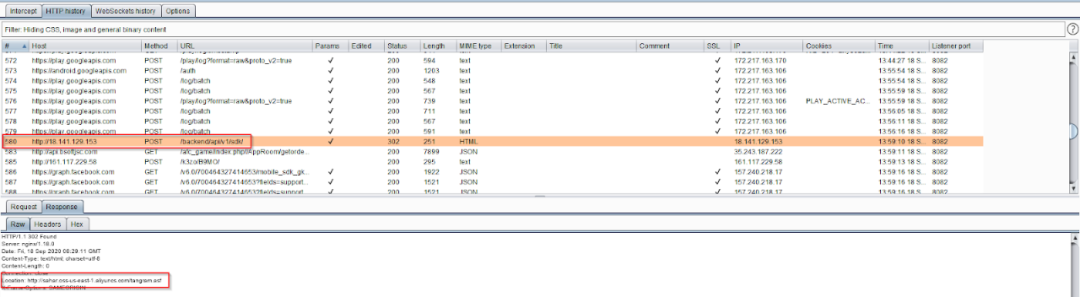 Intercept HTTP history WebSockets history Options
Filter: Hiding CSS, image and general binary content
# Host Method URL Params Edited Status Length MIME type Extension Title Comment SSL IP Cookies Time Listener port
572 https://play.googleapis.com POST /play/log?format=raw&proto_v2=true ✓ 200 594 text ✓ 172.217.163.170 13:44:27 18 S... 8082
573 https://android.googleapis.com POST /auth ✓ 200 1203 text ✓ 172.217.163.106 13:55:54 18 S... 8082
574 https://play.googleapis.com POST /log/batch 200 548 text ✓ 172.217.163.106 13:55:54 18 S... 8082
575 https://play.googleapis.com POST /log/batch 200 567 text ✓ 172.217.163.106 13:55:59 18 S... 8082
576 https://play.googleapis.com POST /play/log?format=raw&proto_v2=true ✓ 200 739 text ✓ 172.217.163.106 PLAY_ACTIVE_AC... 13:55:59 18 S... 8082
577 https://play.googleapis.com POST /log/batch 200 711 text ✓ 172.217.163.106 13:56:05 18 S... 8082
578 https://play.googleapis.com POST /log/batch 200 567 text ✓ 172.217.163.106 13:56:11 18 S... 8082
579 https://play.googleapis.com POST /log/batch 200 591 text ✓ 172.217.163.106 13:56:16 18 S... 8082
580 http://18.141.129.153 POST /backend/api/v1/sdk/ ✓ 302 251 HTML 18.141.129.153 13:59:10 18 S... 8082
583 GET 200 7899 JSON 35.243.187.222 13:59:11 18 S... 8082
585 http://161.117.229.58 POST 200 295 text 161.117.229.58 13:59:13 18 S... 8082
586 https://graph.facebook.com GET /v6.0/700464327414653/mobile_sdk_gk... ✓ 200 1922 JSON ✓ 157.240.218.17 13:59:16 18 S... 8082
587 https://graph.facebook.com GET /v6.0/700464327414653?fields=support... ✓ 200 1521 JSON ✓ 157.240.218.17 13:59:16 18 S... 8082
588 https://graph.facebook.com GET /v6.0/700464327414653?fields=support... ✓ 200 1521 JSON ✓ 157.240.218.17 13:59:16 18 S... 8082
Request Response
Raw Headers Hex
HTTP/1.1 302 Found
Server: nginx/1.18.0
Date: Fri, 18 Sep 2020 08:29:11 GMT
Content-Type: text/html; charset=utf-8
Content-Length: 0
Connection: close
Location: http://sahar.oss-us-east-1.aliyuncs.com/tangram.asf
X-Frame-Options: SAMEORIGIN